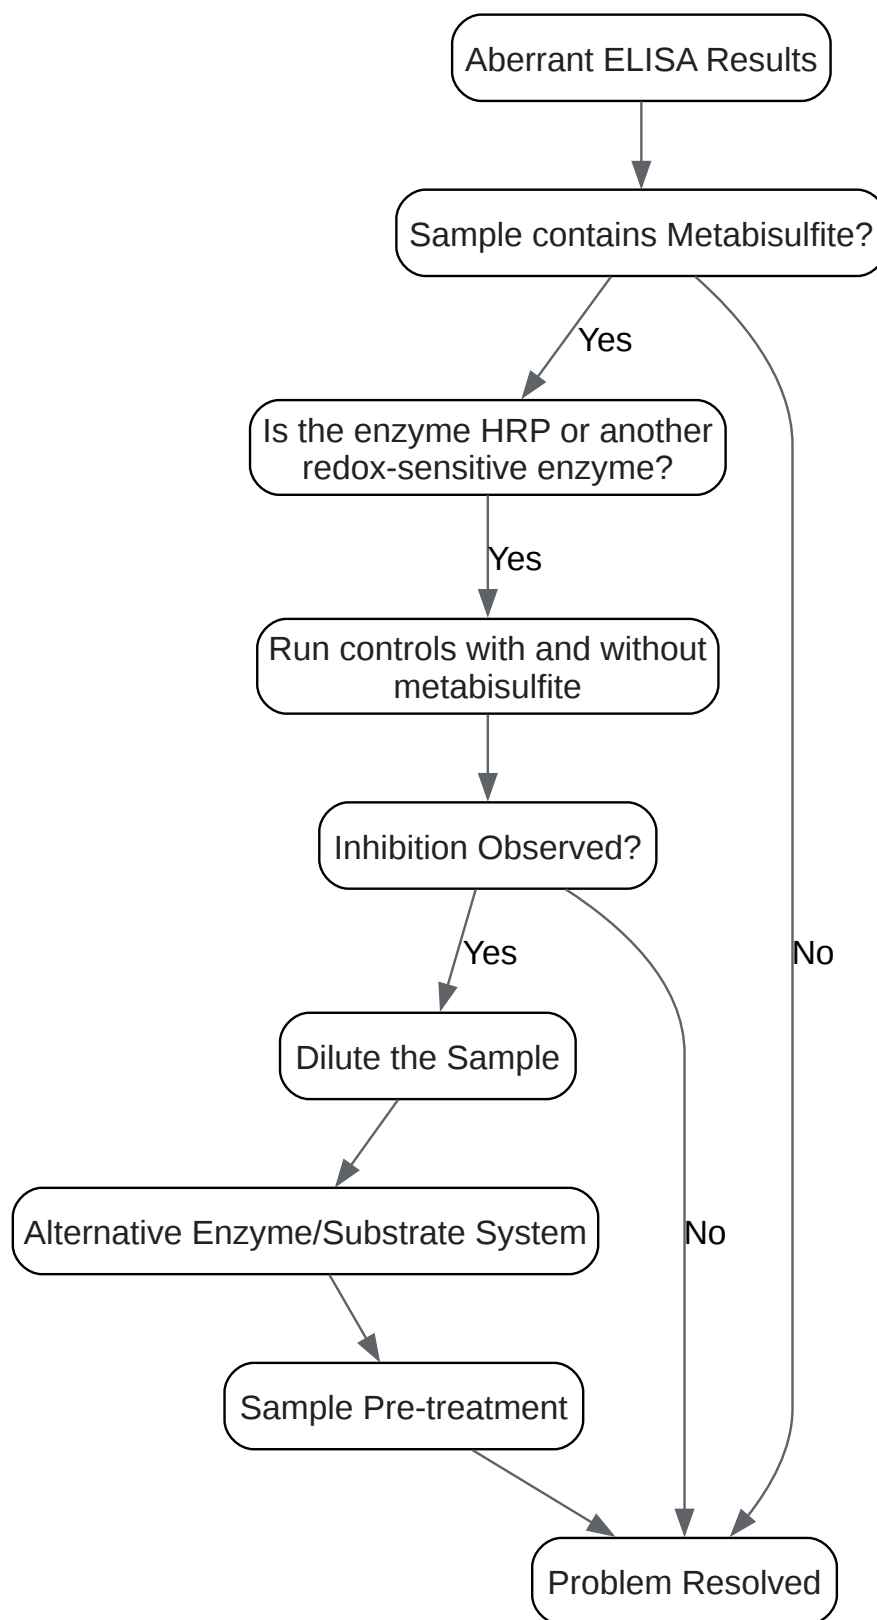 Aberrant ELISA Results
Sample contains Metabisulfite?
Yes
Is the enzyme HRP or another
redox-sensitive enzyme?
Yes
Run controls with and without
metabisulfite
Inhibition Observed?
Yes
No
Dilute the Sample
Alternative Enzyme/Substrate System
No
Sample Pre-treatment
Problem Resolved